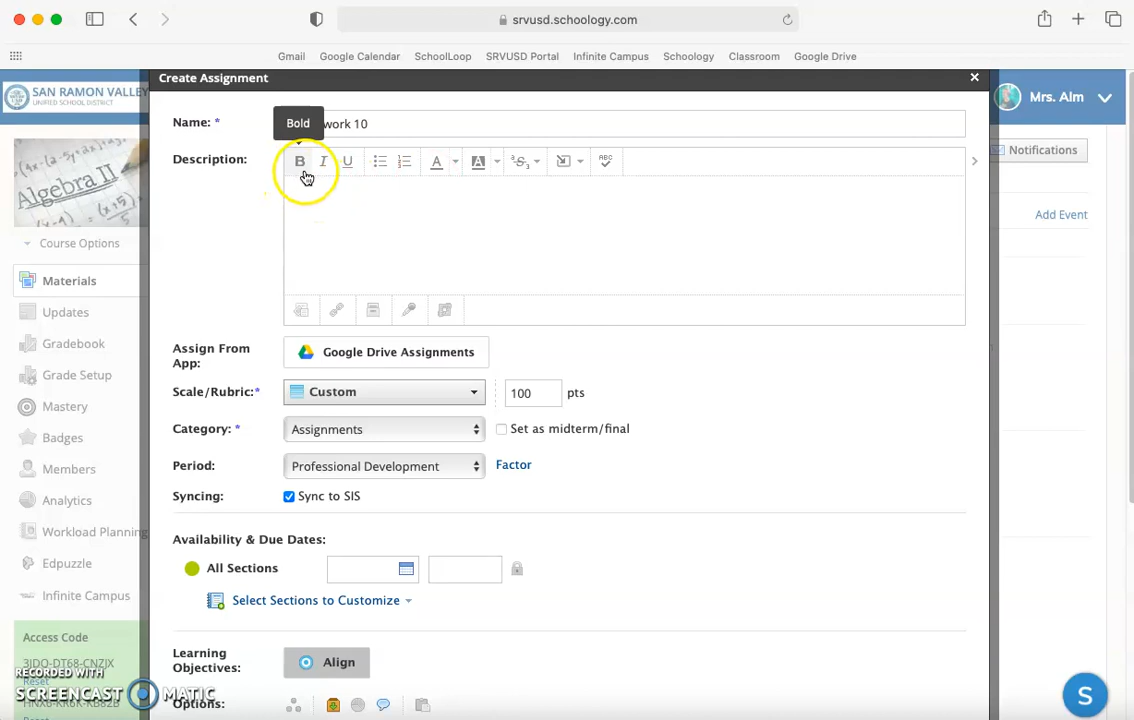 srvusd.schoology.com
Gmail Google Calendar SchoolLoop SRVUSD Portal Infinite Campus Schoology Classroom Google Drive
Create Assignment ×
SAN RAMON VALLEY
UNIFIED SCHOOL DISTRICT
Mrs. Alm
Name: * work 10
Bold
Description:
B I U A A S ABC
Notifications
Algebra II
Add Event
Course Options
Materials
Updates
Gradebook
Grade Setup
Mastery
Badges
Members
Analytics
Workload Planning
Edpuzzle
Infinite Campus
Assign From
App:
Google Drive Assignments
Scale/Rubric:* Custom 100 pts
Category: * Assignments Set as midterm/final
Period: Professional Development Factor
Syncing: Sync to SIS
Availability & Due Dates:
All Sections
Select Sections to Customize
Learning
Objectives:
Align
Options:
Access Code
3JDQ-DT68-CNZJX
Reset
RECORDED WITH
SCREENCAST MATIC
S